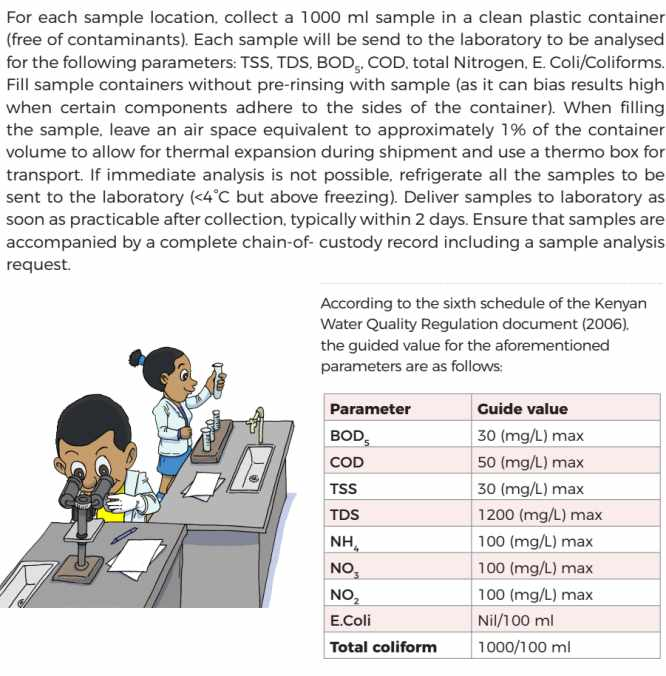 For each sample location, collect a 1000 ml sample in a clean plastic container
(free of contaminants). Each sample will be send to the laboratory to be analysed
for the following parameters: TSS, TDS, BOD₅, COD, total Nitrogen, E. Coli/Coliforms.
Fill sample containers without pre-rinsing with sample (as it can bias results high
when certain components adhere to the sides of the container). When filling
the sample, leave an air space equivalent to approximately 1% of the container
volume to allow for thermal expansion during shipment and use a thermo box for
transport. If immediate analysis is not possible, refrigerate all the samples to be
sent to the laboratory (<4°C but above freezing). Deliver samples to laboratory as
soon as practicable after collection, typically within 2 days. Ensure that samples are
accompanied by a complete chain-of- custody record including a sample analysis
request.
According to the sixth schedule of the Kenyan
Water Quality Regulation document (2006),
the guided value for the aforementioned
parameters are as follows:
Parameter Guide value
BOD₅ 30 (mg/L) max
COD 50 (mg/L) max
TSS 30 (mg/L) max
TDS 1200 (mg/L) max
NH₄ 100 (mg/L) max
NO₃ 100 (mg/L) max
NO₂ 100 (mg/L) max
E.Coli Nil/100 ml
Total coliform 1000/100 ml